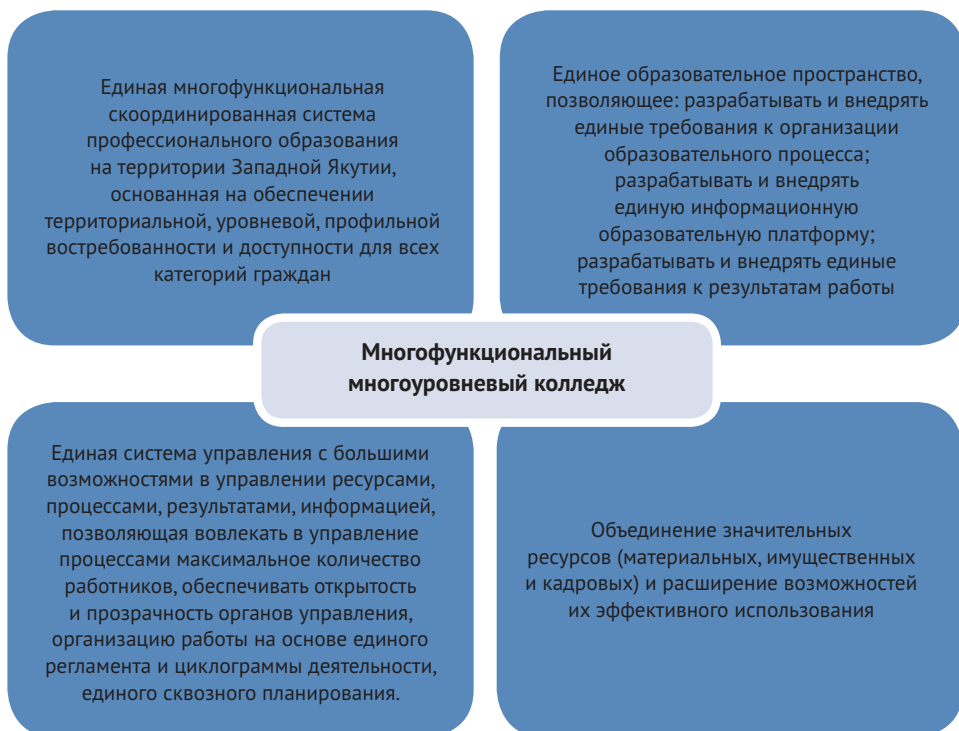 Единая многофункциональная
скоординированная система
профессионального образования
на территории Западной Якутии,
основанная на обеспечении
территориальной, уровневой, профильной
востребованности и доступности для всех
категорий граждан
Единое образовательное пространство,
позволяющее: разрабатывать и внедрять
единые требования к организации
образовательного процесса;
разрабатывать и внедрять
единую информационную
образовательную платформу;
разрабатывать и внедрять единые
требования к результатам работы
Многофункциональный
многоуровневый колледж
Единая система управления с большими
возможностями в управлении ресурсами,
процессами, результатами, информацией,
позволяющая вовлекать в управление
процессами максимальное количество
работников, обеспечивать открытость
и прозрачность органов управления,
организацию работы на основе единого
регламента и циклограммы деятельности,
единого сквозного планирования.
Объединение значительных
ресурсов (материальных, имущественных
и кадровых) и расширение возможностей
их эффективного использования